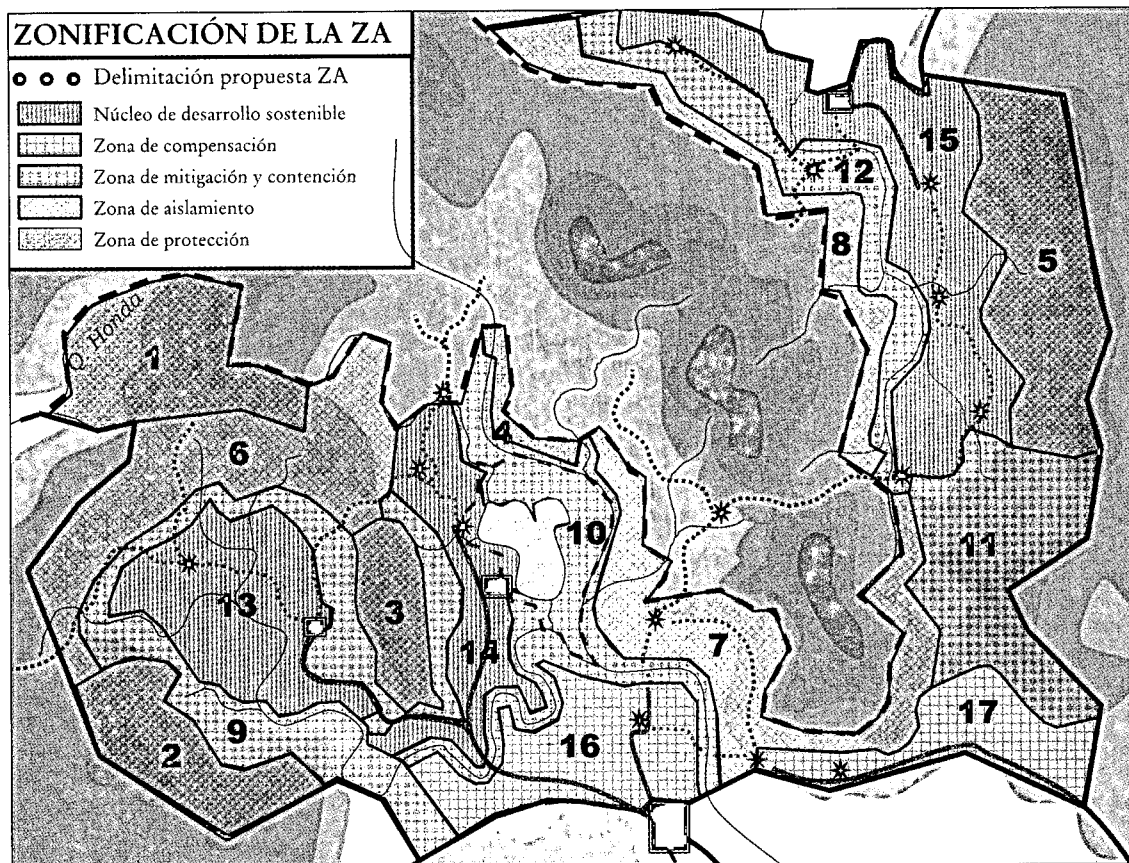 ZONIFICACIÓN DE LA ZA
Delimitación propuesta ZA
Núcleo de desarrollo sostenible
Zona de compensación
Zona de mitigación y contención
Zona de aislamiento
Zona de protección
15
12
8
5
Q Honda
1
4
6
10
11
13
3
14
7
17
9
16
2